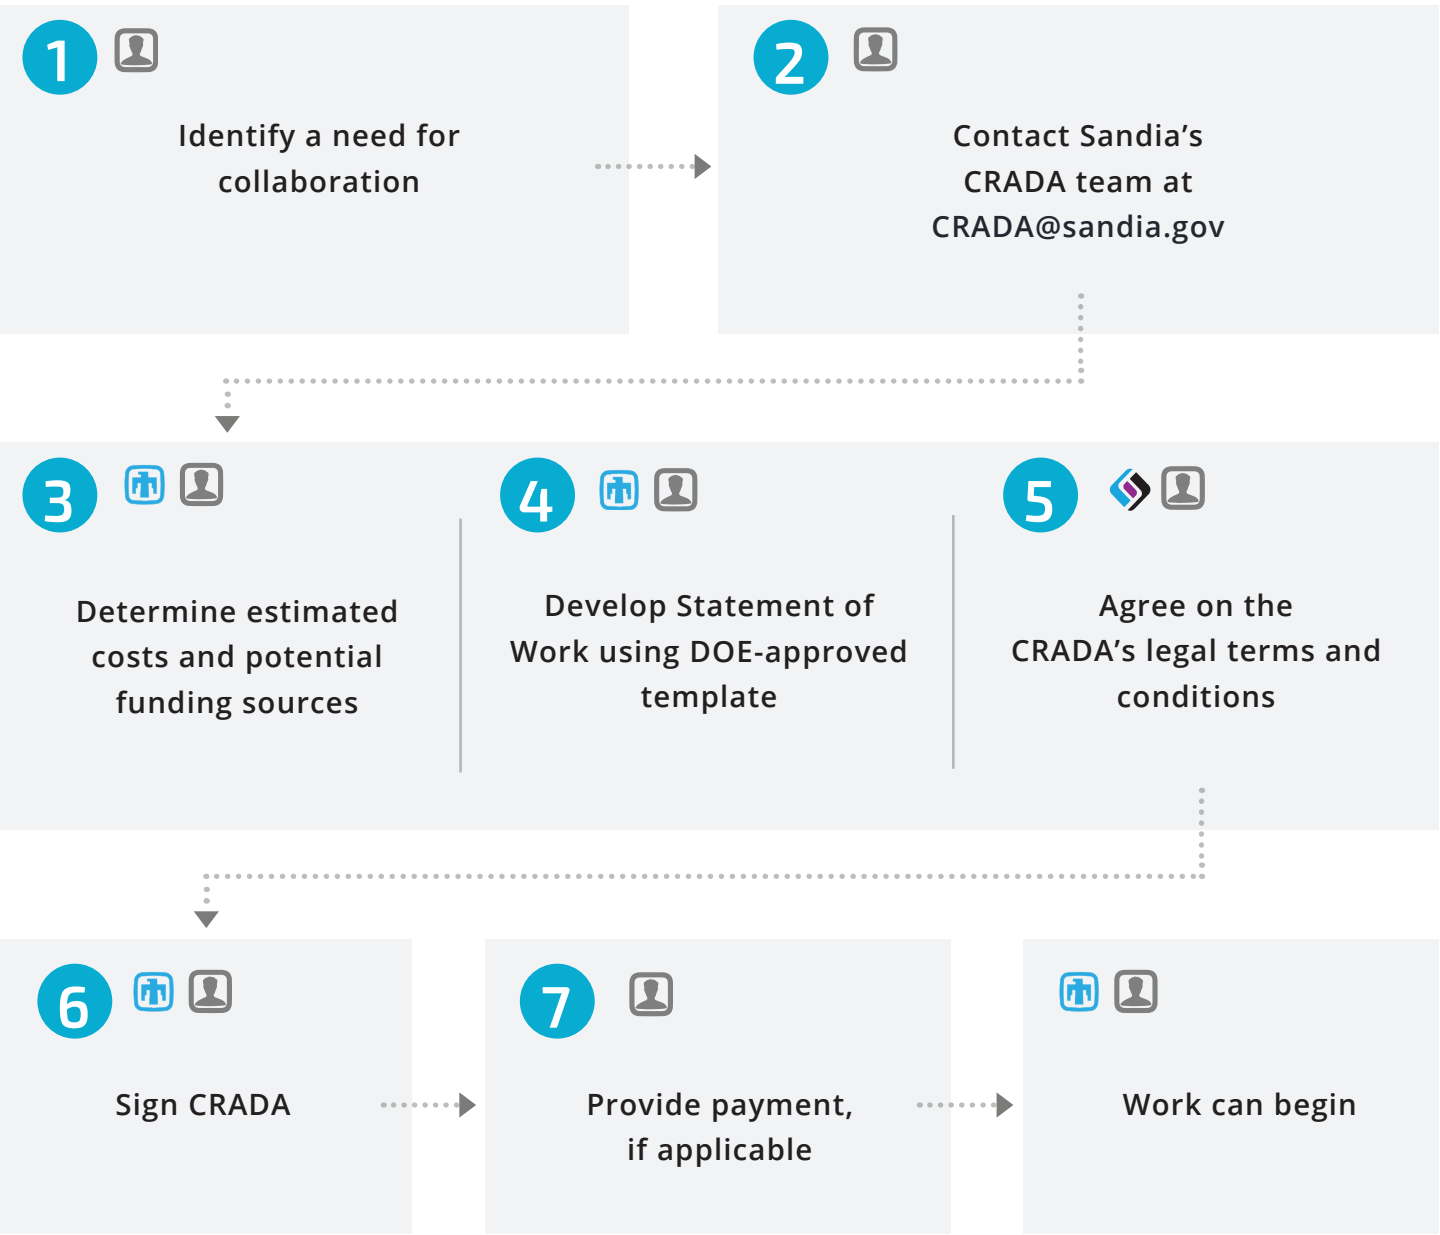 1
Identify a need for
collaboration
2
Contact Sandia’s
CRADA team at
CRADA@sandia.gov
3
Determine estimated
costs and potential
funding sources
4
Develop Statement of
Work using DOE-approved
template
5
Agree on the
CRADA’s legal terms and
conditions
6
Sign CRADA
7
Provide payment,
if applicable
Work can begin